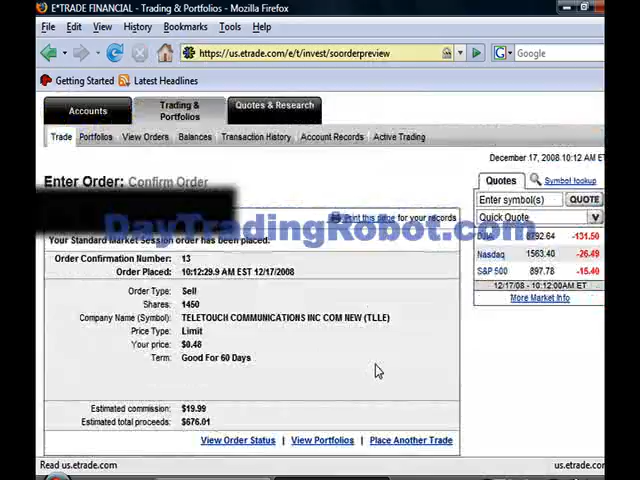 E*TRADE FINANCIAL - Trading & Portfolios - Mozilla Firefox
File Edit View History Bookmarks Tools Help
https://us.etrade.com/e/t/invest/soorderpreview
G Google
Getting Started Latest Headlines
Accounts Trading & Portfolios Quotes & Research
Trade Portfolios View Orders Balances Transaction History Account Records Active Trading
December 17, 2008 10:12 AM ET
Enter Order: Confirm Order
Quotes Symbol lookup
Enter symbol(s) QUOTE
Print this page for your records
Quick Quote
DayTradingRobot.com
DJIA 8792.64 -131.50
Your Standard Market Session order has been placed.
Nasdaq 1563.40 -26.49
Order Confirmation Number: 13
S&P 500 897.78 -15.40
Order Placed: 10:12:29.9 AM EST 12/17/2008
12/17/08 - 10:12:00AM ET
Order Type: Sell
More Market Info
Shares: 1450
Company Name (Symbol): TELETOUCH COMMUNICATIONS INC COM NEW (TLLE)
Price Type: Limit
Your price: $0.48
Term: Good For 60 Days
Estimated commission: $19.99
Estimated total proceeds: $676.01
View Order Status | View Portfolios | Place Another Trade
Read us.etrade.com us.etrade.com